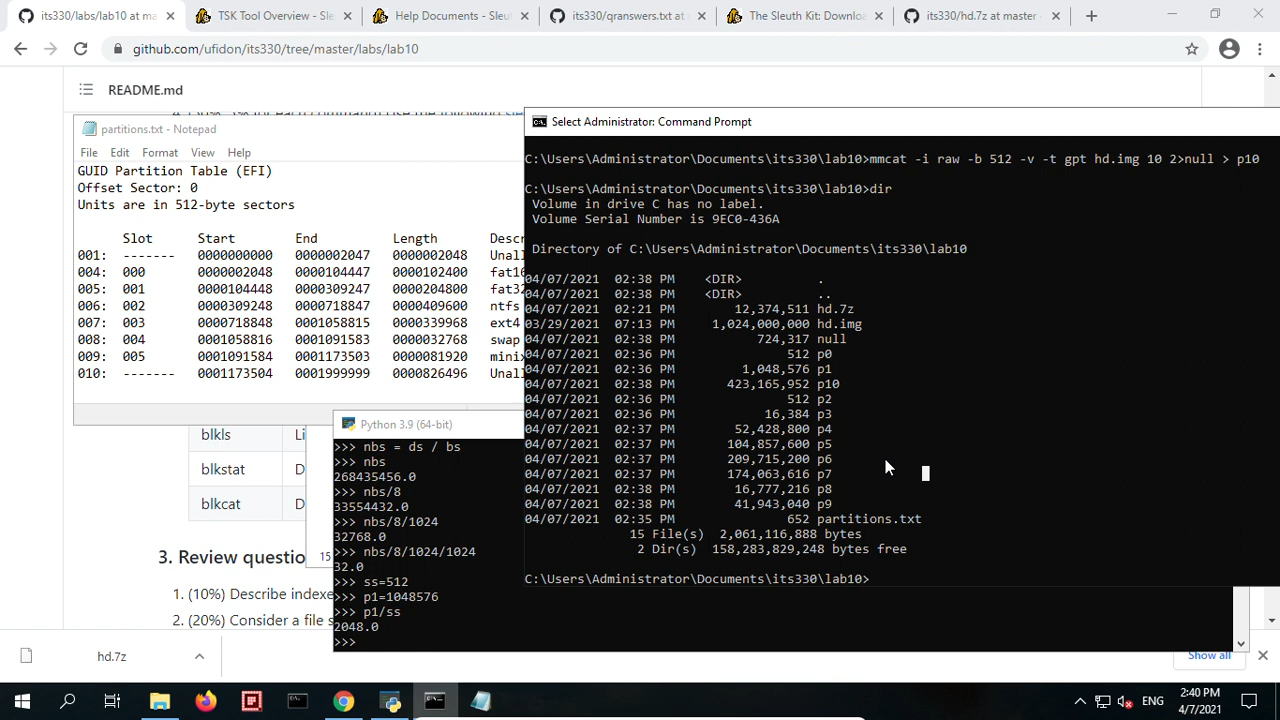 its330/labs/lab10 at ma
TSK Tool Overview - Sle
Help Documents - Sleut
its330/qranswers.txt at
The Sleuth Kit: Downloa
its330/hd.7z at master ·
github.com/ufidon/its330/tree/master/labs/lab10
README.md
partitions.txt - Notepad
File Edit Format View Help
GUID Partition Table (EFI)
Offset Sector: 0
Units are in 512-byte sectors
Slot Start End Length Descr
001: ------- 0000000000 0000002047 0000002048 Unall
004: 000 0000002048 0000104447 0000102400 fat16
005: 001 0000104448 0000309247 0000204800 fat32
006: 002 0000309248 0000718847 0000409600 ntfs
007: 003 0000718848 0001058815 0000339968 ext4
008: 004 0001058816 0001091583 0000032768 swap
009: 005 0001091584 0001173503 0000081920 minix
010: ------- 0001173504 0001999999 0000826496 Unall
Select Administrator: Command Prompt
C:\Users\Administrator\Documents\its330\lab10>mmcat -i raw -b 512 -v -t gpt hd.img 10 2>null > p10
C:\Users\Administrator\Documents\its330\lab10>dir
Volume in drive C has no label.
Volume Serial Number is 9EC0-436A
Directory of C:\Users\Administrator\Documents\its330\lab10
04/07/2021 02:38 PM <DIR> .
04/07/2021 02:38 PM <DIR> ..
04/07/2021 02:21 PM 12,374,511 hd.7z
03/29/2021 07:13 PM 1,024,000,000 hd.img
04/07/2021 02:38 PM 724,317 null
04/07/2021 02:36 PM 512 p0
04/07/2021 02:36 PM 1,048,576 p1
04/07/2021 02:38 PM 423,165,952 p10
04/07/2021 02:36 PM 512 p2
04/07/2021 02:36 PM 16,384 p3
04/07/2021 02:37 PM 52,428,800 p4
04/07/2021 02:37 PM 104,857,600 p5
04/07/2021 02:37 PM 209,715,200 p6
04/07/2021 02:37 PM 174,063,616 p7
04/07/2021 02:38 PM 16,777,216 p8
04/07/2021 02:38 PM 41,943,040 p9
04/07/2021 02:35 PM 652 partitions.txt
15 File(s) 2,061,116,888 bytes
2 Dir(s) 158,283,829,248 bytes free
C:\Users\Administrator\Documents\its330\lab10>
Python 3.9 (64-bit)
>>> nbs = ds / bs
>>> nbs
268435456.0
>>> nbs/8
33554432.0
>>> nbs/8/1024
32768.0
>>> nbs/8/1024/1024
32.0
>>> ss=512
>>> p1=1048576
>>> p1/ss
2048.0
>>>
blkls Li
blkstat D
blkcat D
15
3. Review questio
1. (10%) Describe indexe
2. (20%) Consider a file s
hd.7z
Show all
ENG
2:40 PM
4/7/2021